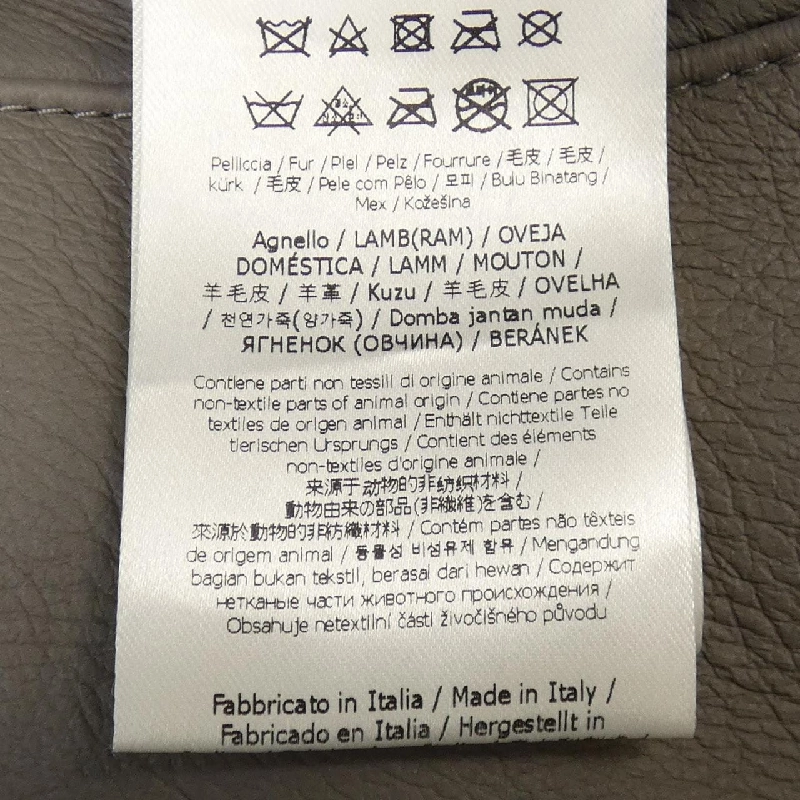 Pelliccia / Fur / Piel / Pelz / Fourrure / 毛皮 / 毛皮 /
kürk / 毛皮 / Pele com Pêlo / 모피 / Bulu Binatang /
Mex / Kožešina
Agnello / LAMB(RAM) / OVEJA
DOMÉSTICA / LAMM / MOUTON /
羊毛皮 / 羊革 / Kuzu / 羊毛皮 / OVELHA
/ 천연가죽(양가죽) / Domba jantan muda /
ЯГНЕНОК (ОВЧИНА) / BERÁNEK
Contiene parti non tessili di origine animale / Contains
non-textile parts of animal origin / Contiene partes no
textiles de origen animal / Enthält nichttextile Teile
tierischen Ursprungs / Contient des éléments
non-textiles d'origine animale /
来源于动物的非纺织材料 /
動物由来の部品(非繊維)を含む /
來源於動物的非紡織材料 / Contém partes não têxteis
de origem animal / 동물성 비섬유제 함유 / Mengandung
bagian bukan tekstil, berasal dari hewan / Содержит
нетканые части животного происхождения /
Obsahuje netextilní části živočišného původu
Fabbricato in Italia / Made in Italy /
Fabricado en Italia / Hergestellt in